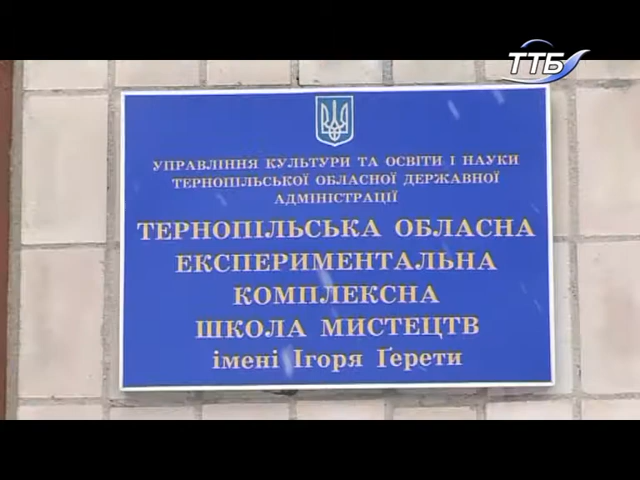 ТТБ
УПРАВЛІННЯ КУЛЬТУРИ ТА ОСВІТИ І НАУКИ
ТЕРНОПІЛЬСЬКОЇ ОБЛАСНОЇ ДЕРЖАВНОЇ
АДМІНІСТРАЦІЇ
ТЕРНОПІЛЬСЬКА ОБЛАСНА
ЕКСПЕРИМЕНТАЛЬНА
КОМПЛЕКСНА
ШКОЛА МИСТЕЦТВ
імені Ігоря Ґерети